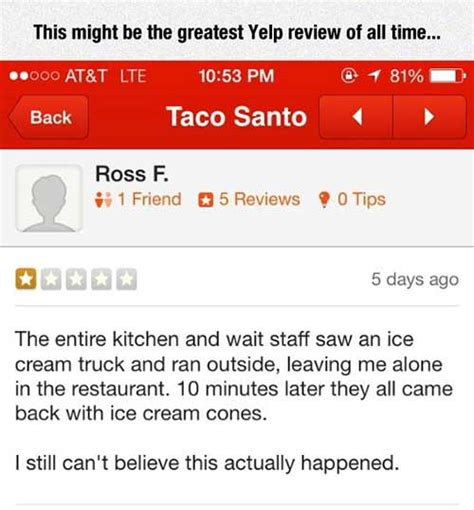 This might be the greatest Yelp review of all time...
AT&T LTE 10:53 PM 81%
Back Taco Santo
Ross F.
1 Friend 5 Reviews 0 Tips
5 days ago
The entire kitchen and wait staff saw an ice
cream truck and ran outside, leaving me alone
in the restaurant. 10 minutes later they all came
back with ice cream cones.
I still can't believe this actually happened.